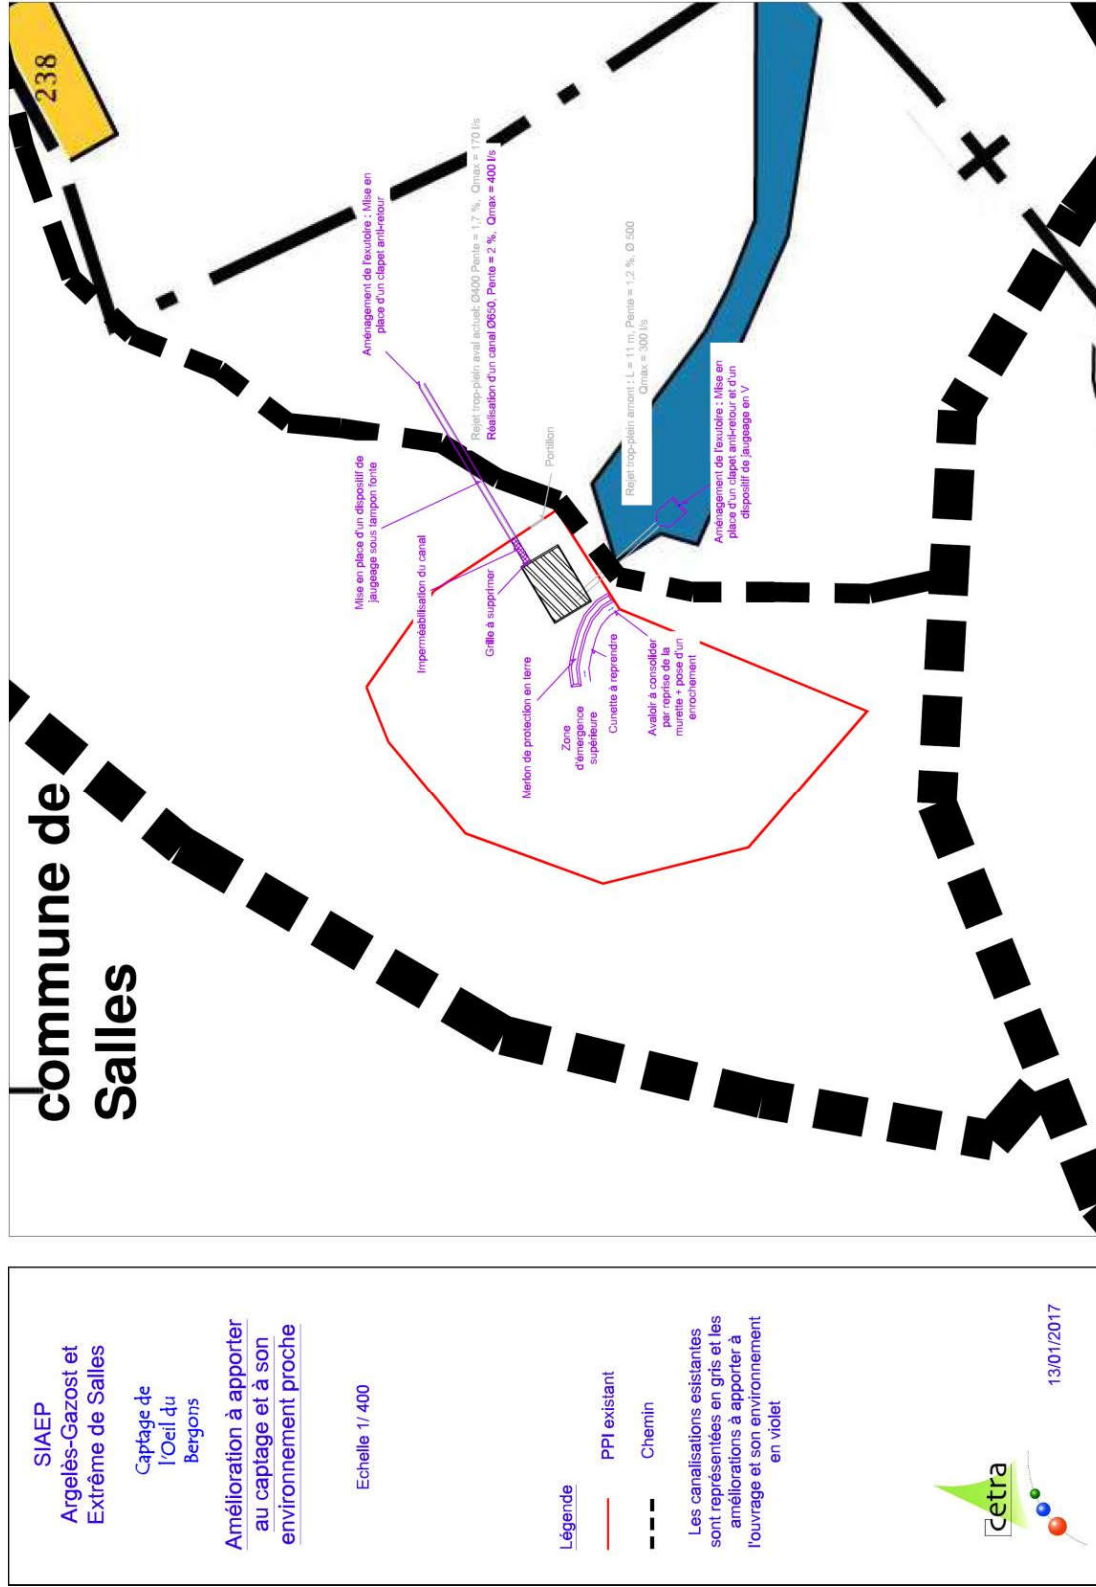 SIAEP
Argelès-Gazost et
Extrême de Salles
Captage de
l'Oeil du
Bergons
Amélioration à apporter
au captage et à son
environnement proche
Echelle 1/ 400
Légende
PPI existant
Chemin
Les canalisations esistantes
sont représentées en gris et les
améliorations à apporter à
l'ouvrage et son environnement
en violet
cetra
13/01/2017
commune de
Salles
238
Aménagement de l'exutoire : Mise en
place d'un clapet anti-retour
Mise en place d'un dispositif de
jaugeage sous tampon fonte
Imperméabilisation du canal
Grille à supprimer
Rejet trop-plein aval actuel: Ø400 Pente = 1,7 %, Qmax = 170 l/s
Réalisation d'un canal Ø650, Pente = 2 %, Qmax = 400 l/s
Portillon
Merlon de protection en terre
Zone
d'émergence
supérieure
Cunette à reprendre
Avaloir à consolider
par reprise de la
murette + pose d'un
enrochement
Rejet trop-plein amont : L = 11 m, Pente = 1,2 %, Ø 500
Qmax = 300 l/s
Aménagement de l'exutoire : Mise en
place d'un clapet anti-retour et d'un
dispositif de jaugeage en V